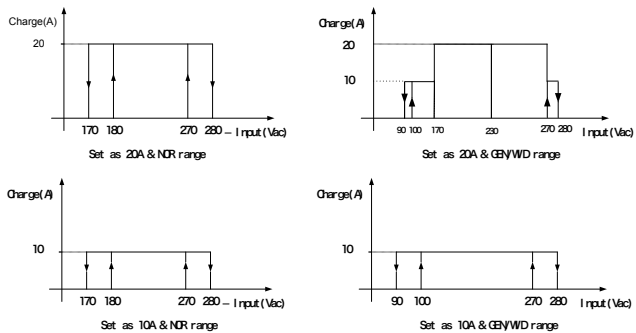 Charge(A)
20
170 180 270 280 – Input(Vac)
Set as 20A & NOR range
Charge(A)
20
10
90 100 170 230 270 280 Input(Vac)
Set as 20A & GEN/WD range
Charge(A)
10
170 180 270 280 – Input(Vac)
Set as 10A & NOR range
Charge(A)
10
90 100 270 280 Input(Vac)
Set as 10A & GEN/WD range